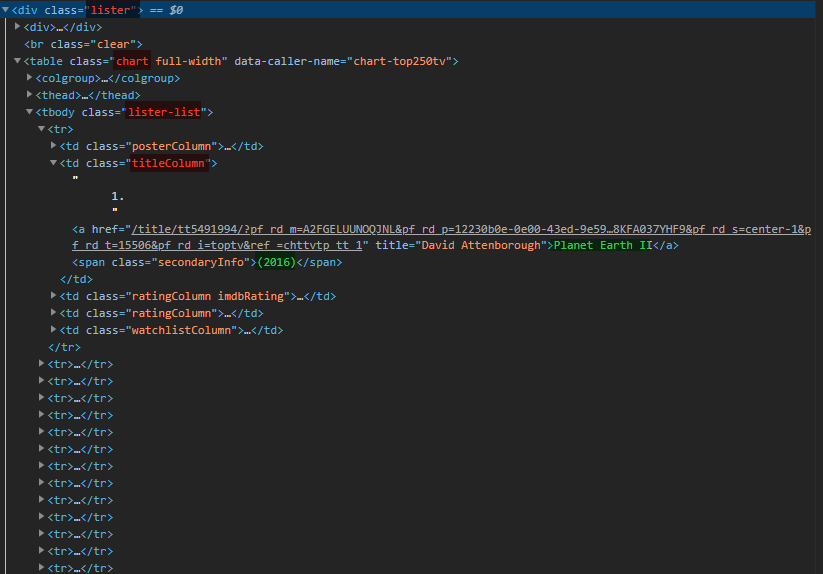 <div class="lister"> == $0
<div>…</div>
<br class="clear">
<table class="chart full-width" data-caller-name="chart-top250tv">
<colgroup>…</colgroup>
<thead>…</thead>
<tbody class="lister-list">
<tr>
<td class="posterColumn">…</td>
<td class="titleColumn">
"
1.
"
<a href="/title/tt5491994/?pf_rd_m=A2FGELUUNOQJNL&pf_rd_p=12230b0e-0e00-43ed-9e59…8KFA037YHF9&pf_rd_s=center-1&p
f_rd_t=15506&pf_rd_i=toptv&ref_=chttvtp_tt_1" title="David Attenborough">Planet Earth II</a>
<span class="secondaryInfo">(2016)</span>
</td>
<td class="ratingColumn imdbRating">…</td>
<td class="ratingColumn">…</td>
<td class="watchlistColumn">…</td>
</tr>
<tr>…</tr>
<tr>…</tr>
<tr>…</tr>
<tr>…</tr>
<tr>…</tr>
<tr>…</tr>
<tr>…</tr>
<tr>…</tr>
<tr>…</tr>
<tr>…</tr>
<tr>…</tr>
<tr>…</tr>
<tr>…</tr>